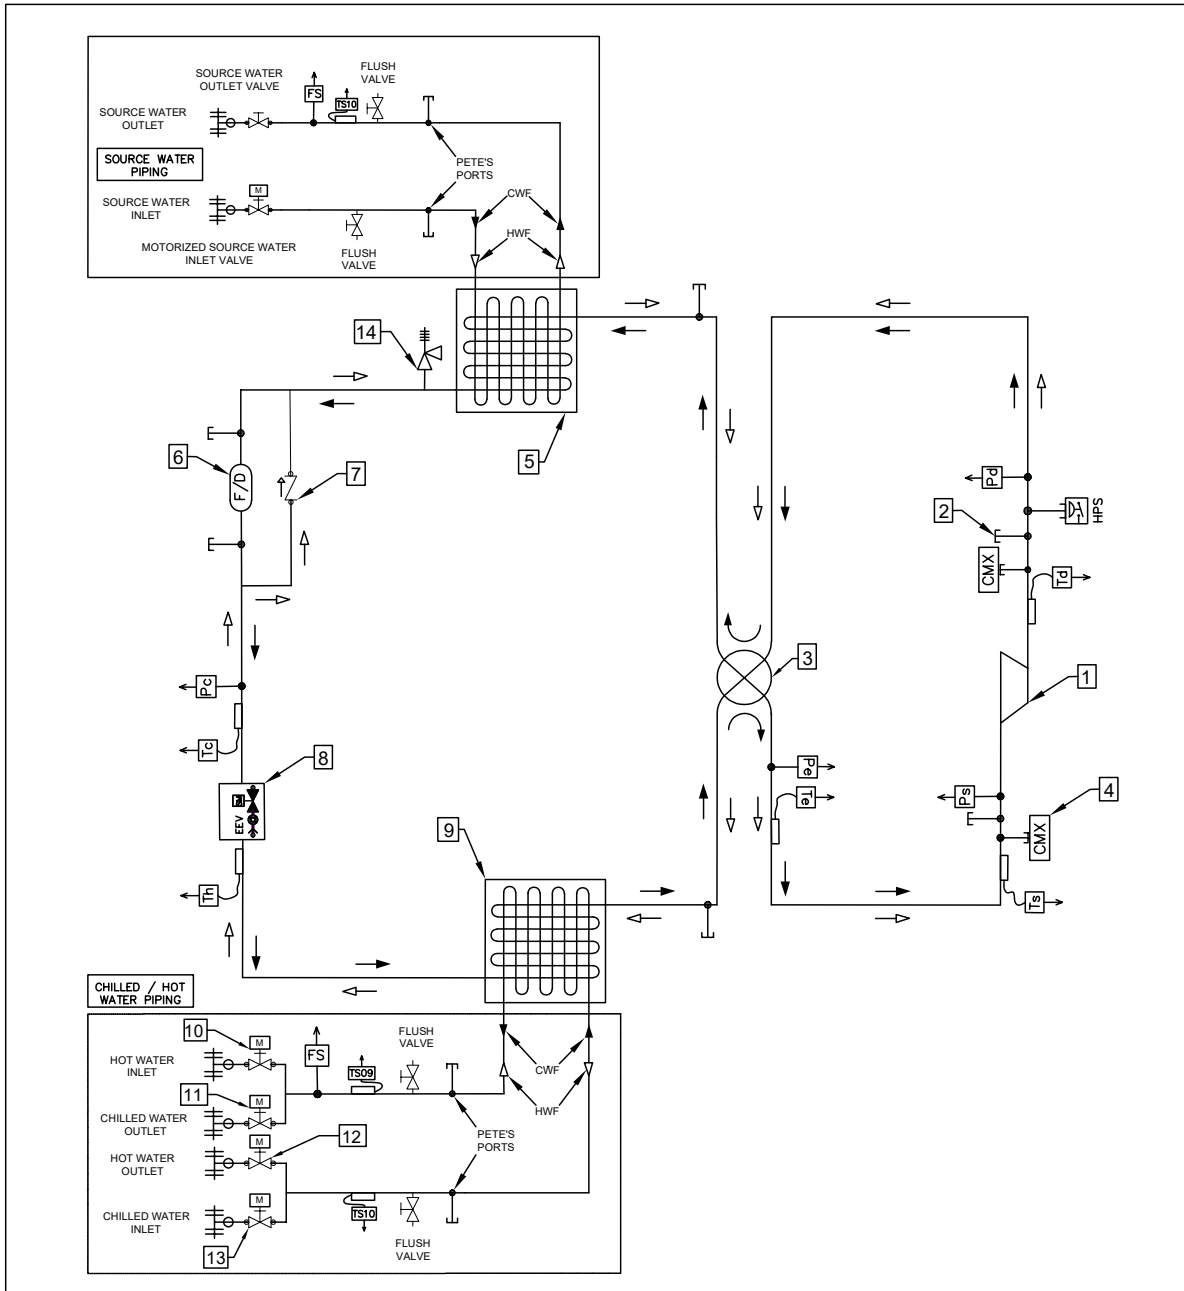 SOURCE WATER
OUTLET VALVE
FLUSH
VALVE
FS
TS10
SOURCE WATER
OUTLET
SOURCE WATER
PIPING
PETE'S
PORTS
M
SOURCE WATER
INLET
CWF
HWF
MOTORIZED SOURCE WATER
INLET VALVE
FLUSH
VALVE
14
5
6
F/D
7
Pd
2
HPS
CMX
Td
3
1
Pc
Tc
8
EEV
Pe
Te
Ps
4
CMX
9
Th
Ts
CHILLED / HOT
WATER PIPING
10
M
FS
FLUSH
VALVE
HOT WATER
INLET
TS09
CWF
11
M
HWF
CHILLED WATER
OUTLET
12
M
PETE'S
PORTS
HOT WATER
OUTLET
M
CHILLED WATER
INLET
TS10
13
FLUSH
VALVE